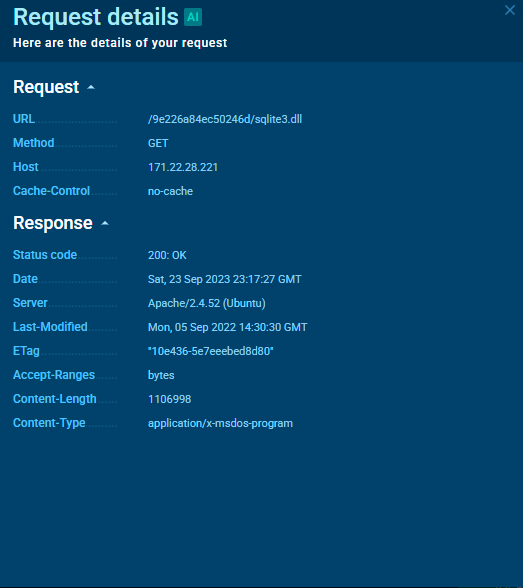 Request details AI
Here are the details of your request
Request
URL /9e226a84ec50246d/sqlite3.dll
Method GET
Host 171.22.28.221
Cache-Control no-cache
Response
Status code 200: OK
Date Sat, 23 Sep 2023 23:17:27 GMT
Server Apache/2.4.52 (Ubuntu)
Last-Modified Mon, 05 Sep 2022 14:30:30 GMT
ETag "10e436-5e7eeebed8d80"
Accept-Ranges bytes
Content-Length 1106998
Content-Type application/x-msdos-program